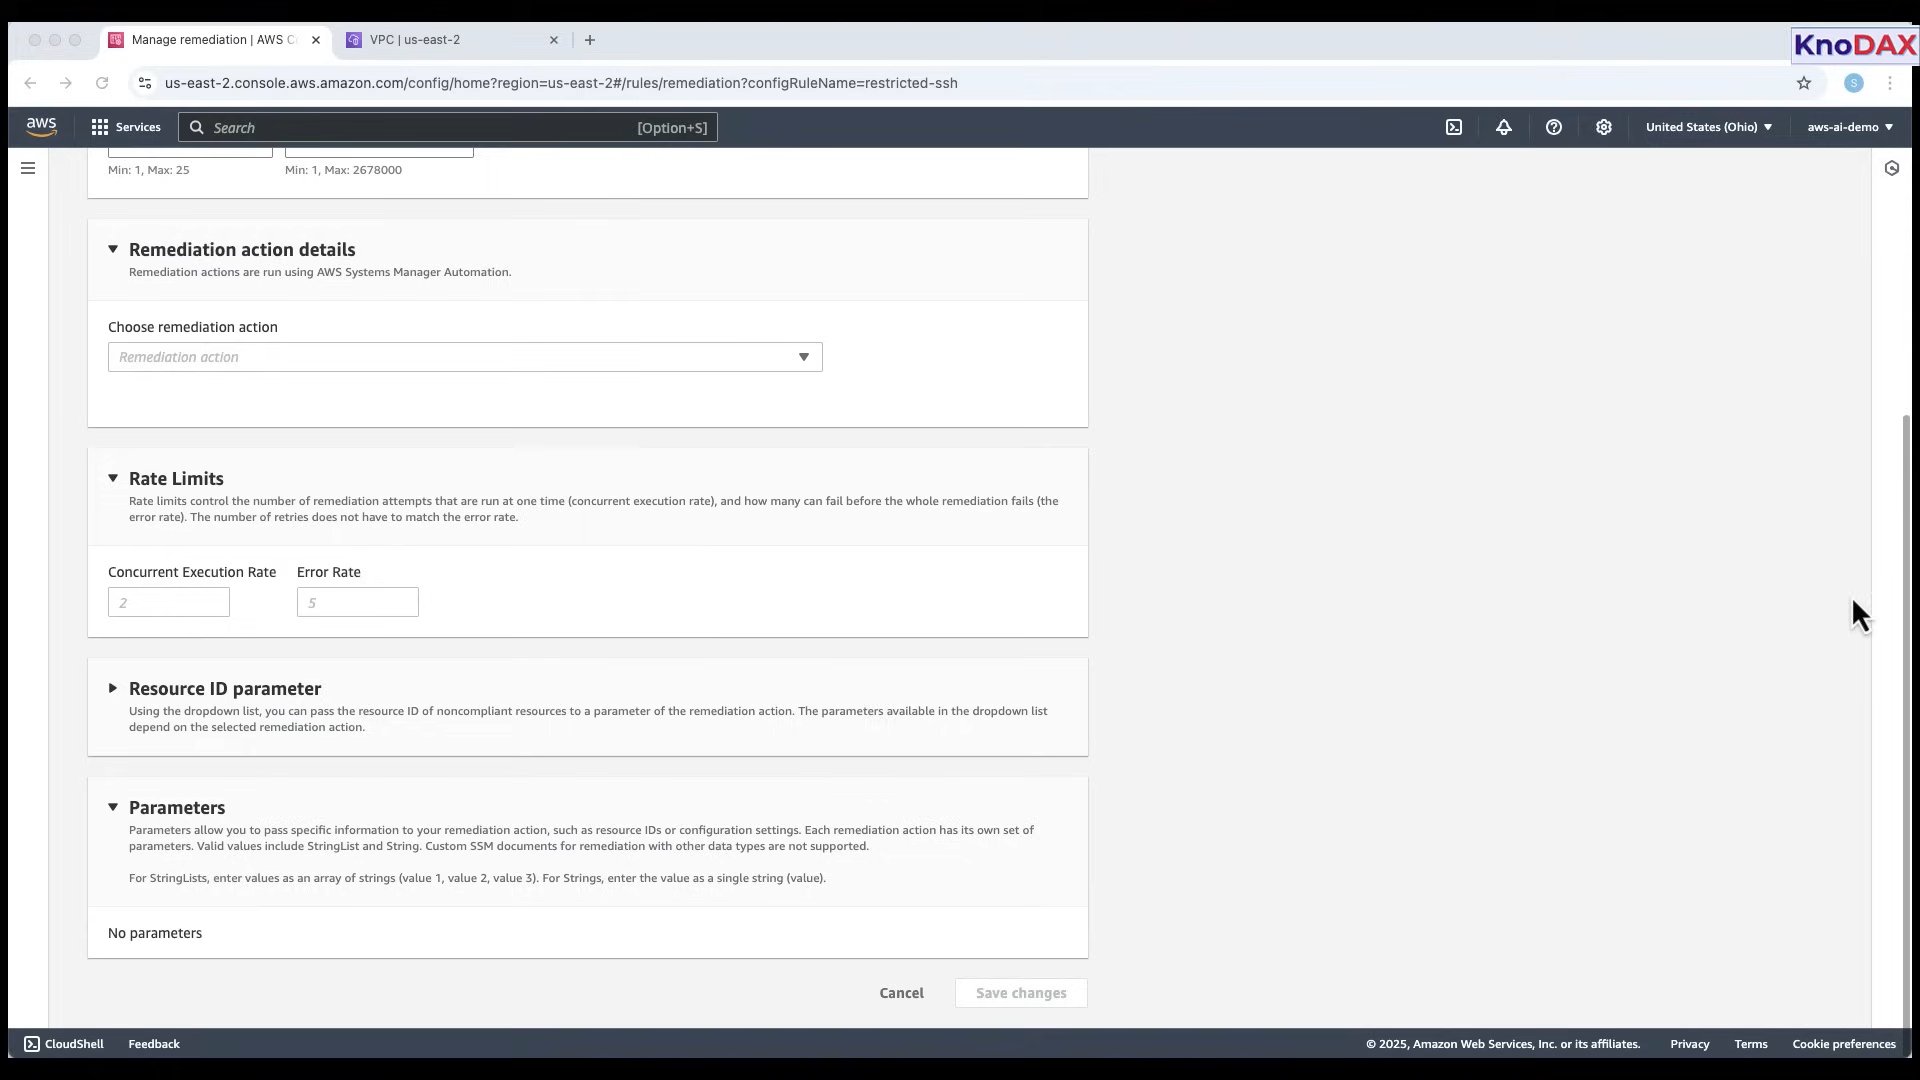 Manage remediation | AWS C
VPC | us-east-2
KnoDAX
us-east-2.console.aws.amazon.com/config/home?region=us-east-2#/rules/remediation?configRuleName=restricted-ssh
S
aws
Services
Search
[Option+S]
United States (Ohio)
aws-ai-demo
Min: 1, Max: 25
Min: 1, Max: 2678000
Remediation action details
Remediation actions are run using AWS Systems Manager Automation.
Choose remediation action
Remediation action
Rate Limits
Rate limits control the number of remediation attempts that are run at one time (concurrent execution rate), and how many can fail before the whole remediation fails (the
error rate). The number of retries does not have to match the error rate.
Concurrent Execution Rate
Error Rate
2
5
Resource ID parameter
Using the dropdown list, you can pass the resource ID of noncompliant resources to a parameter of the remediation action. The parameters available in the dropdown list
depend on the selected remediation action.
Parameters
Parameters allow you to pass specific information to your remediation action, such as resource IDs or configuration settings. Each remediation action has its own set of
parameters. Valid values include StringList and String. Custom SSM documents for remediation with other data types are not supported.
For StringLists, enter values as an array of strings (value 1, value 2, value 3). For Strings, enter the value as a single string (value).
No parameters
Cancel
Save changes
CloudShell
Feedback
© 2025, Amazon Web Services, Inc. or its affiliates.
Privacy
Terms
Cookie preferences